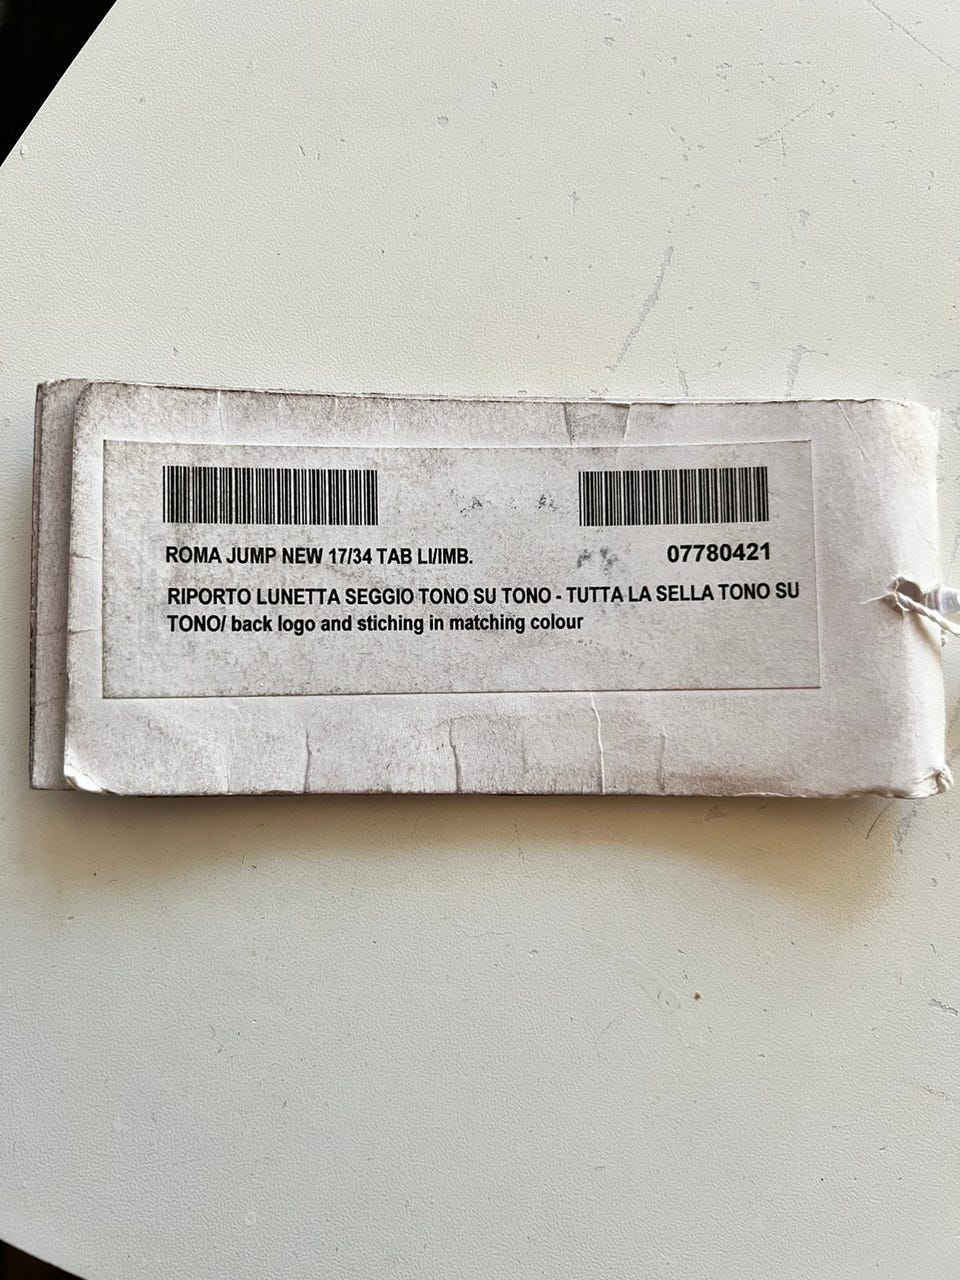 ROMA JUMP NEW 17/34 TAB LI/IMB. 07780421
RIPORTO LUNETTA SEGGIO TONO SU TONO - TUTTA LA SELLA TONO SU
TONO/ back logo and stiching in matching colour